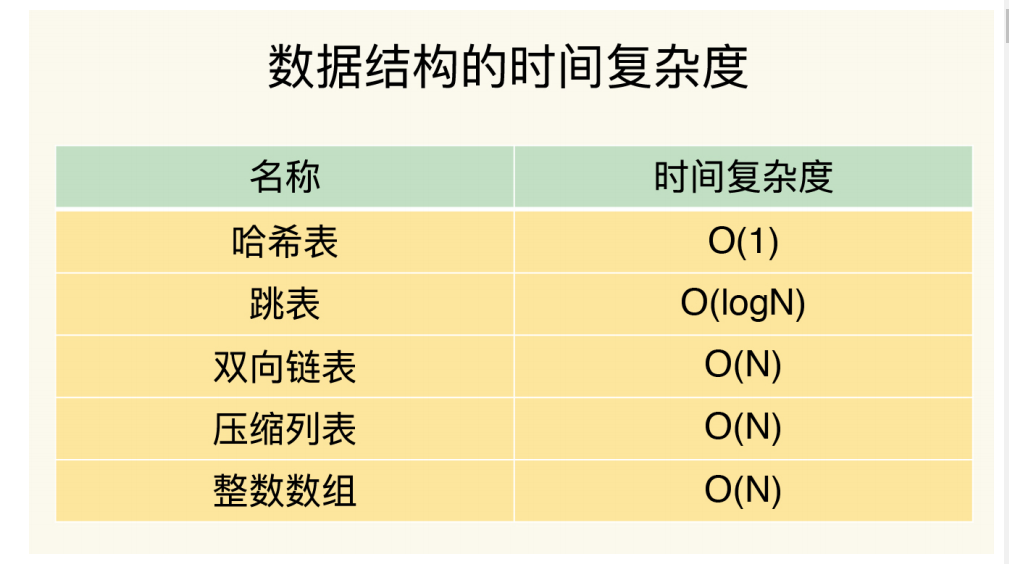 数据结构的时间复杂度
名称 时间复杂度
哈希表 O(1)
跳表 O(logN)
双向链表 O(N)
压缩列表 O(N)
整数数组 O(N)